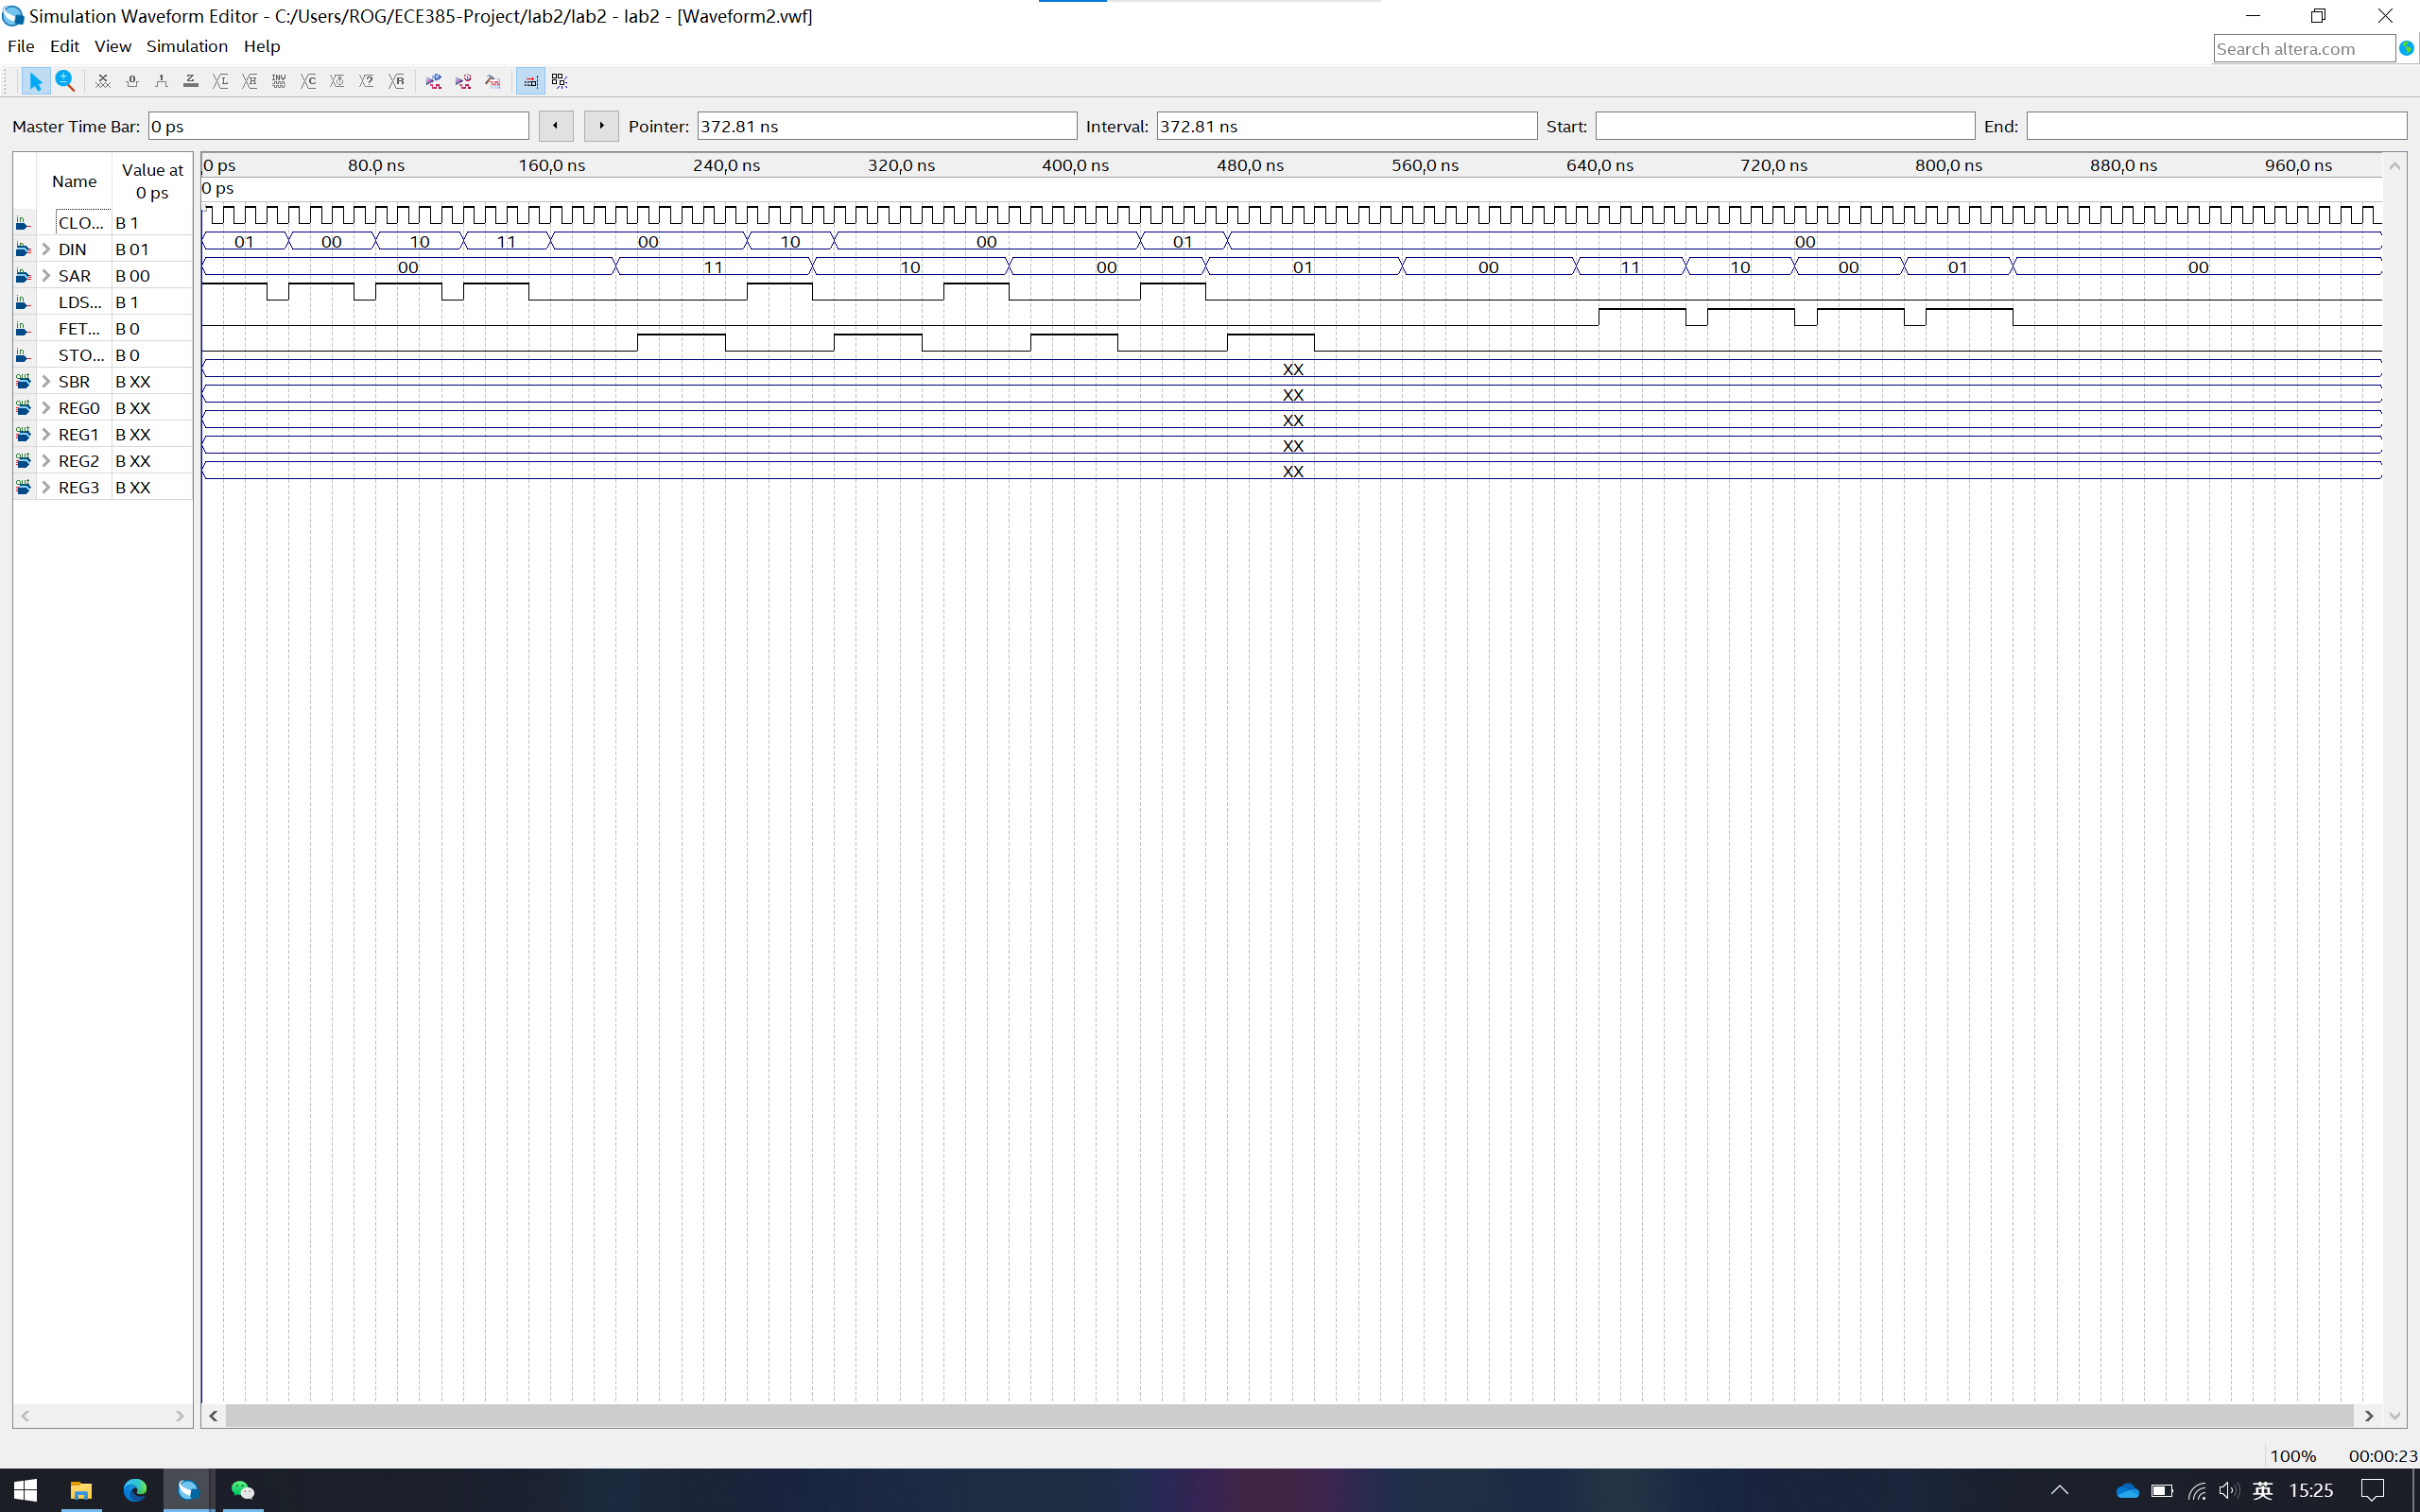 Simulation Waveform Editor - C:/Users/ROG/ECE385-Project/lab2/lab2 - lab2 - [Waveform2.vwf]
File Edit View Simulation Help
Search altera.com
Master Time Bar: 0 ps Pointer: 372.81 ns Interval: 372.81 ns Start: End:
Name Value at 0 ps
0 ps 80.0 ns 160.0 ns 240.0 ns 320.0 ns 400.0 ns 480.0 ns 560.0 ns 640.0 ns 720.0 ns 800.0 ns 880.0 ns 960.0 ns
0 ps
CLO... B 1
DIN B 01 01 00 10 11 00 10 00 01 00
SAR B 00 00 11 10 00 01 00 11 10 00 01 00
LDS... B 1
FET... B 0
STO... B 0
SBR B XX XX
REG0 B XX XX
REG1 B XX XX
REG2 B XX XX
REG3 B XX XX
100% 00:00:23
英 15:25